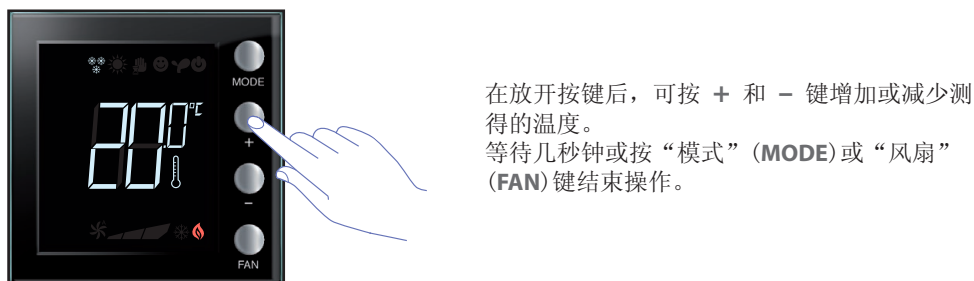 MODE
20.0°C
+
−
FAN
在放开按键后，可按 + 和 − 键增加或减少测
得的温度。
等待几秒钟或按“模式”(MODE)或“风扇”
(FAN)键结束操作。